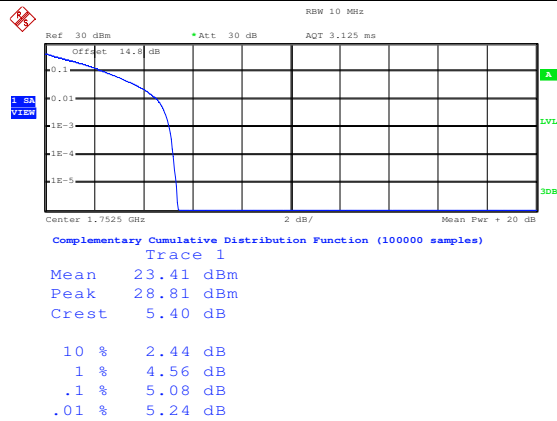 RBW 10 MHz
Ref 30 dBm *Att 30 dB AQT 3.125 ms
Offset 14.8 dB
0.1
A
0.01
1 SA
VIEW
1E-3
LVL
1E-4
1E-5
3DB
Center 1.7525 GHz 2 dB/ Mean Pwr + 20 dB
Complementary Cumulative Distribution Function (100000 samples)
Trace 1
Mean 23.41 dBm
Peak 28.81 dBm
Crest 5.40 dB
10 % 2.44 dB
1 % 4.56 dB
.1 % 5.08 dB
.01 % 5.24 dB